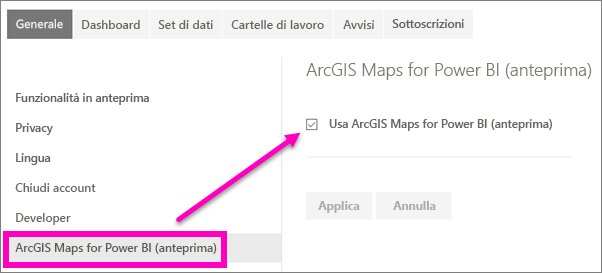 Generale Dashboard Set di dati Cartelle di lavoro Avvisi Sottoscrizioni
ArcGIS Maps for Power BI (anteprima)
Funzionalità in anteprima
Privacy
Lingua
Chiudi account
Developer
ArcGIS Maps for Power BI (anteprima)
Usa ArcGIS Maps for Power BI (anteprima)
Applica Annulla